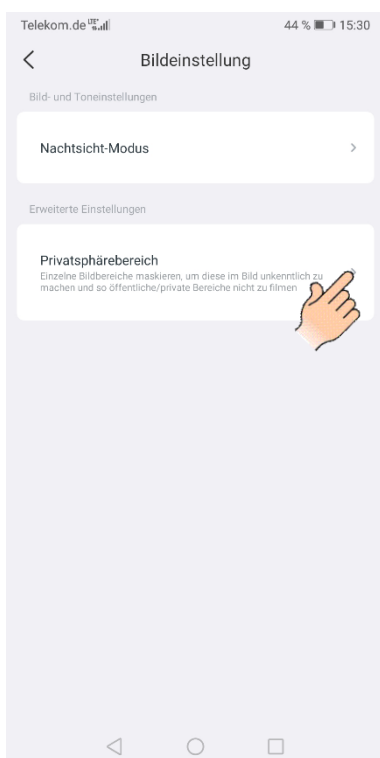 Telekom.de LTE 44 % 15:30
Bildeinstellung
Bild- und Toneinstellungen
Nachtsicht-Modus
Erweiterte Einstellungen
Privatsphärebereich
Einzelne Bildbereiche maskieren, um diese im Bild unkenntlich zu
machen und so öffentliche/private Bereiche nicht zu filmen